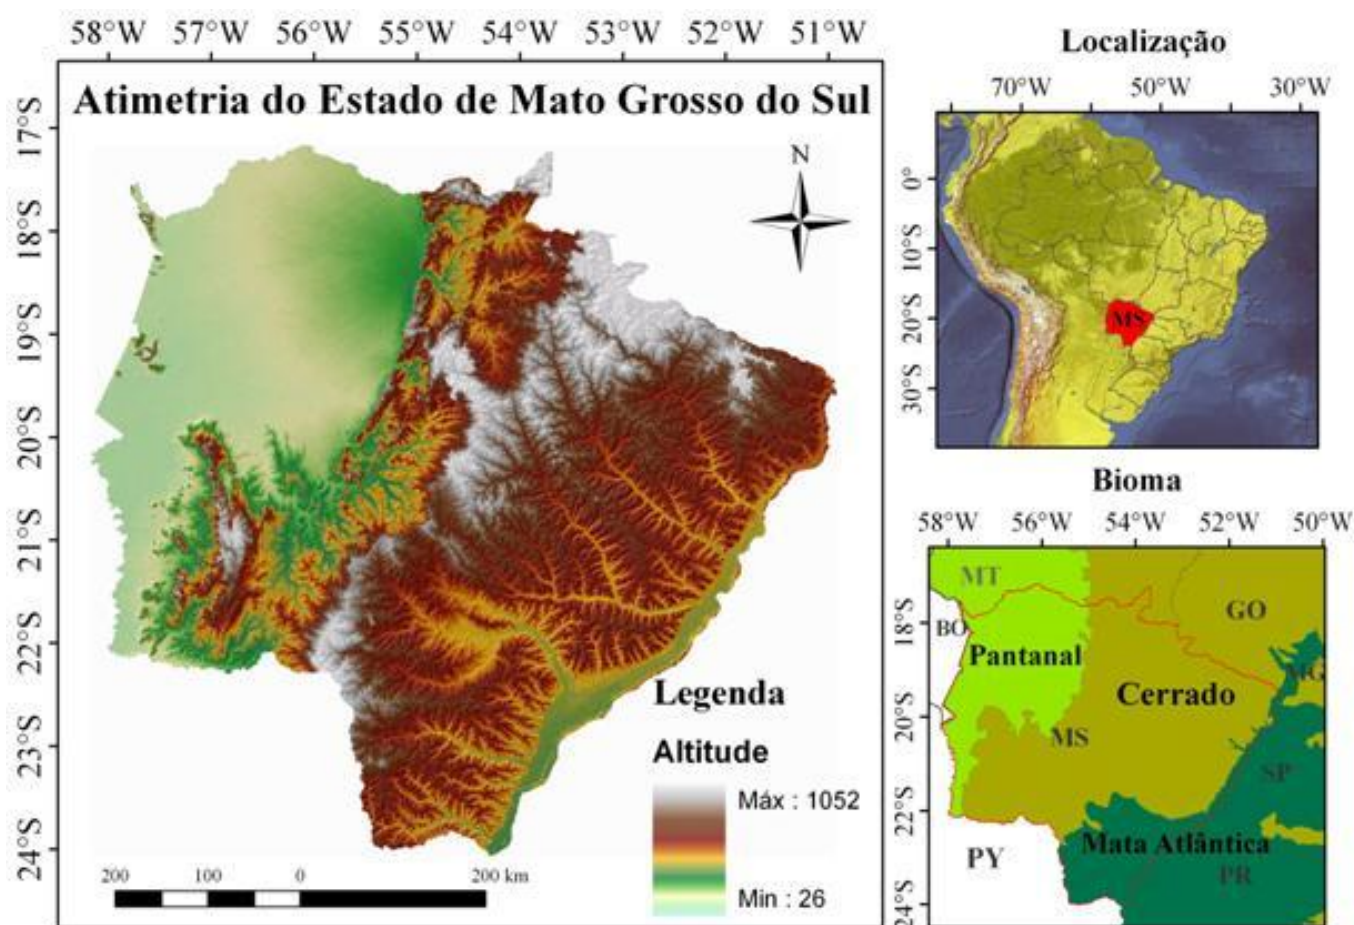 58°W 57°W 56°W 55°W 54°W 53°W 52°W 51°W
Atimetria do Estado de Mato Grosso do Sul
17°S
18°S
19°S
20°S
21°S
22°S
23°S
24°S
N
Legenda
Altitude
Máx : 1052
Min : 26
200 100 0 200 km
Localização
70°W 50°W 30°W
0°
10°S
20°S
30°S
MS
Bioma
58°W 56°W 54°W 52°W 50°W
18°S
20°S
22°S
24°S
MT
GO
BO
Pantanal
MG
Cerrado
MS
SP
Mata Atlântica
PY
PR